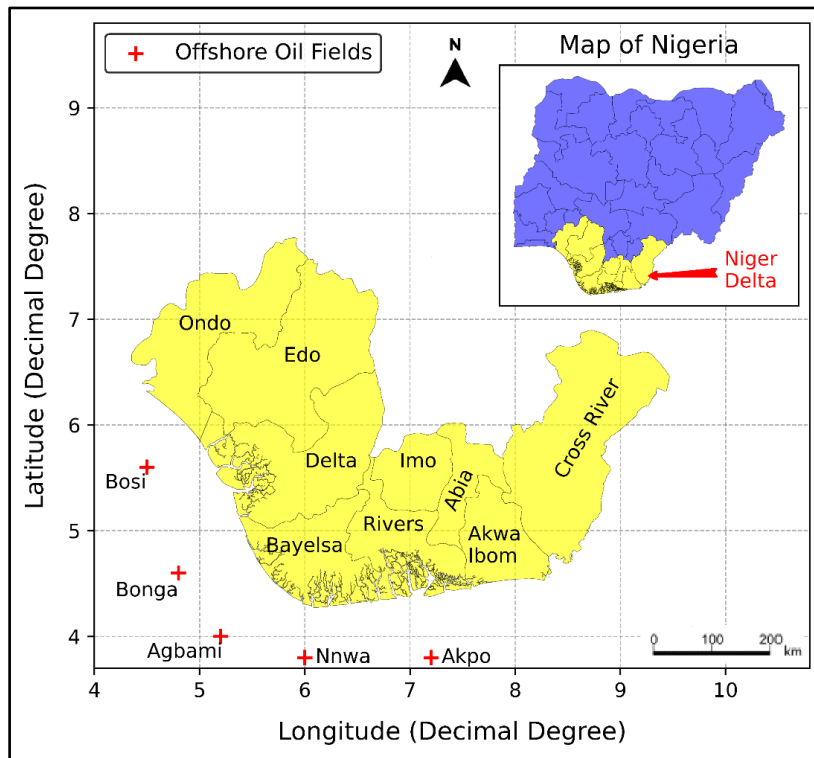 Offshore Oil Fields
N
Map of Nigeria
Niger
Delta
9
8
7
6
5
4
Latitude (Decimal Degree)
Ondo
Edo
Cross River
Delta
Imo
Abia
Bosi
Rivers
Bayelsa
Akwa
Ibom
Bonga
Agbami
Nnwa
Akpo
0 100 200
km
4 5 6 7 8 9 10
Longitude (Decimal Degree)